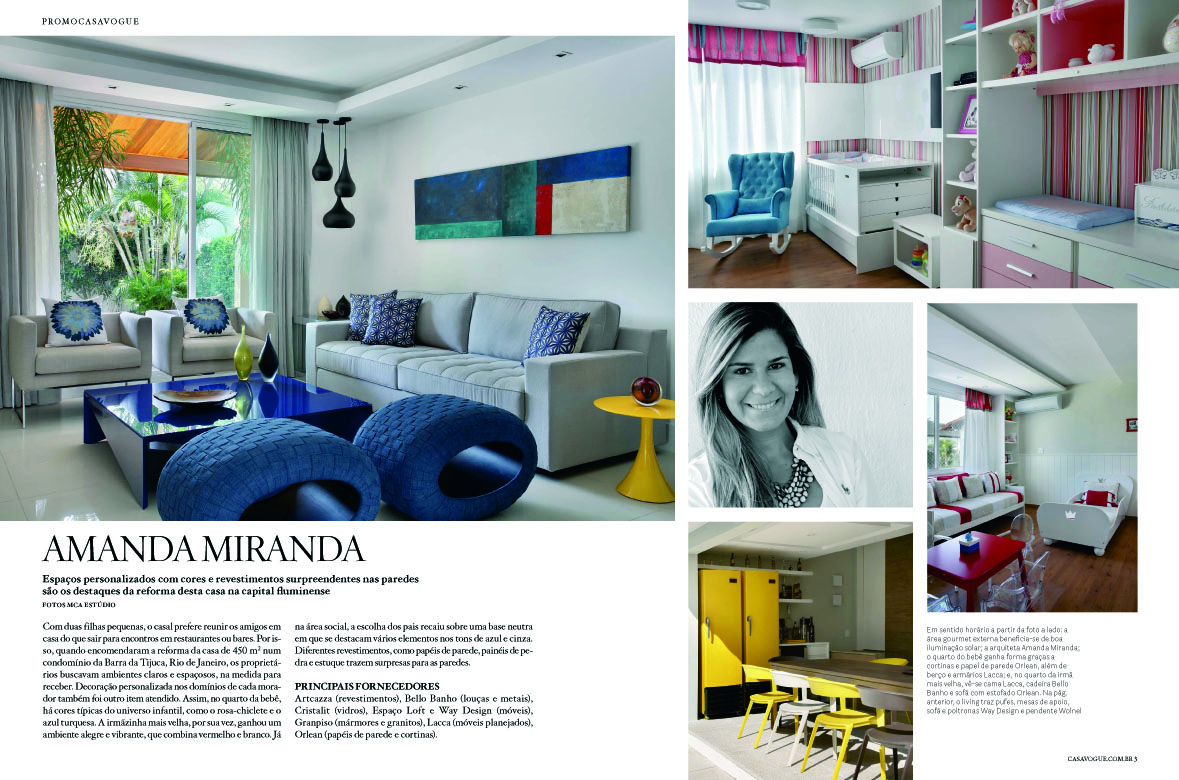 PROMOCASAVOGUE
AMANDA MIRANDA
Espaços personalizados com cores e revestimentos surpreendentes nas paredes
são os destaques da reforma desta casa na capital fluminense
FOTOS MCA ESTÚDIO
Com duas filhas pequenas, o casal prefere reunir os amigos em
casa do que sair para encontros em restaurantes ou bares. Por is-
so, quando empreenderam a reforma da casa de 450 m² num
condomínio da Barra da Tijuca, Rio de Janeiro, os proprietá-
rios buscavam ambientes claros e espaçosos, na medida para
receber. Decoração personalizada nos domínios de cada mora-
dor também foi outro item atendido. Assim, no quarto da bebê,
há cores típicas do universo infantil, como o rosa-chiclete e o
azul turquesa. A irmãzinha mais velha, por sua vez, ganhou um
ambiente alegre e vibrante, que combina vermelho e branco. Já
na área social, a escolha dos pais recaiu sobre uma base neutra
em que se destacam vários elementos nos tons de azul e cinza.
Diferentes revestimentos, como papéis de parede, painéis de pe-
dra e estuque trazem surpresas para as paredes.
PRINCIPAIS FORNECEDORES
Artcazza (revestimentos), Bello Banho (louças e metais),
Cristalit (vidros), Espaço Loft e Way Design (móveis),
Granpiso (mármores e granitos), Lacca (móveis planejados),
Orlean (papéis de parede e cortinas).
Em sentido horário a partir da foto a lado: a
área gourmet externa beneficia-se de boa
iluminação solar; a arquiteta Amanda Miranda;
o quarto do bebê ganha forma graças a
cortinas e papel de parede Orlean, além de
berço e armários Lacca; e, no quarto da irmã
mais velha, vê-se cama Lacca, cadeira Bello
Banho e sofá com estofado Orlean. Na pág.
anterior, o living traz pufes, mesas de apoio,
sofá e poltronas Way Design e pendente Wolnel
CASAVOGUE.COM.BR 3